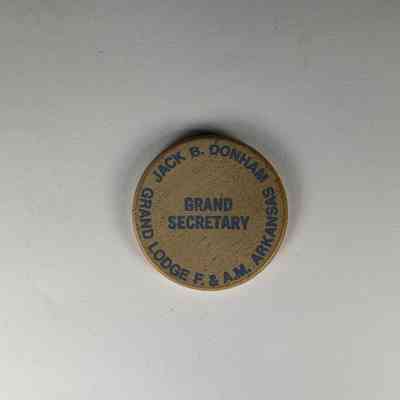 JACK B. DONHAM
GRAND
SECRETARY
GRAND LODGE F. & A.M. ARKANSAS